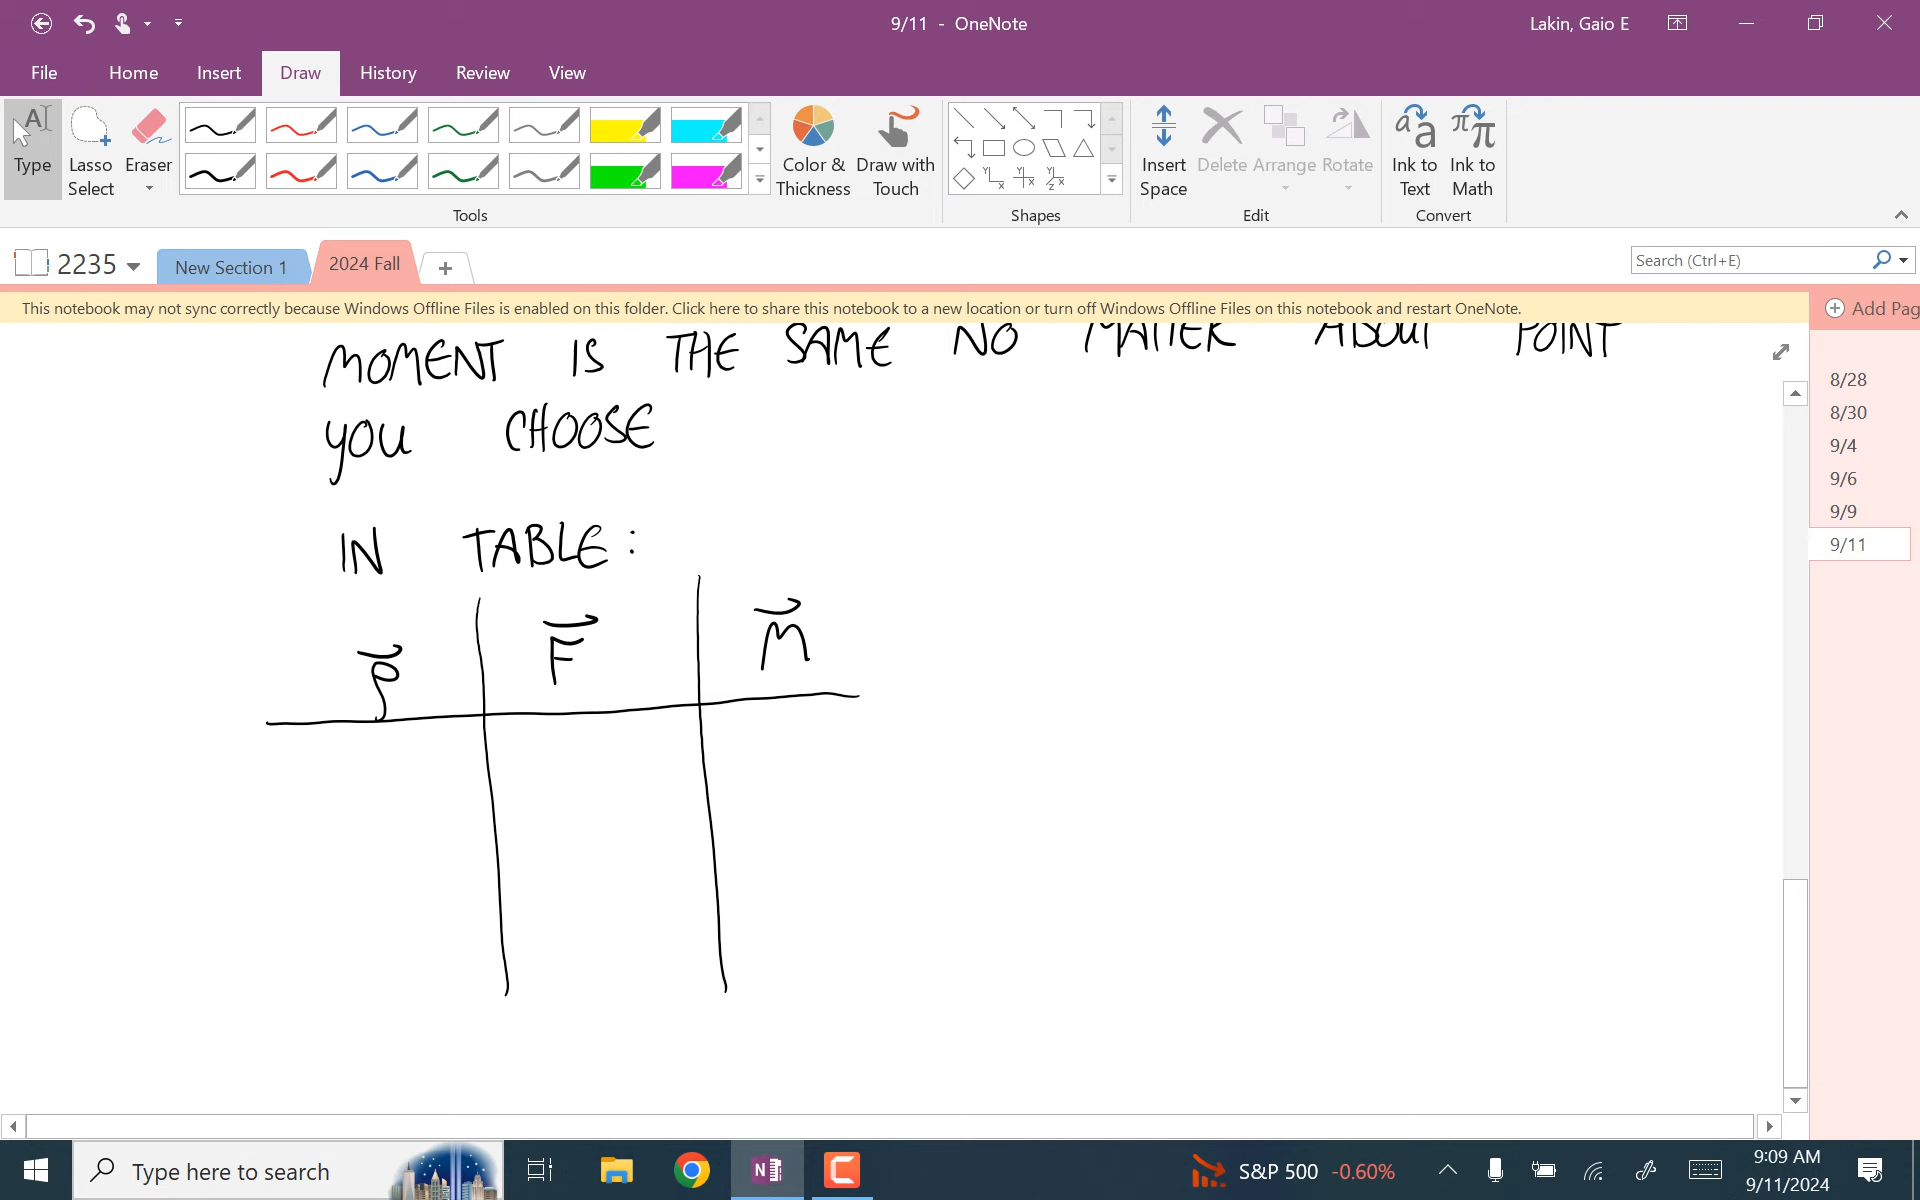 9/11 - OneNote
Lakin, Gaio E
File Home Insert Draw History Review View
Type
Lasso Select
Eraser
Color & Thickness
Draw with Touch
Insert Space
Delete
Arrange
Rotate
Ink to Text
Ink to Math
Tools Shapes Edit Convert
2235 New Section 1 2024 Fall +
Search (Ctrl+E)
This notebook may not sync correctly because Windows Offline Files is enabled on this folder. Click here to share this notebook to a new location or turn off Windows Offline Files on this notebook and restart OneNote.
Add Pag
8/28
8/30
9/4
9/6
9/9
9/11
MOMENT IS THE SAME NO MATTER ABOUT POINT
YOU CHOOSE
IN TABLE:
F M
Type here to search
S&P 500 -0.60%
9:09 AM
9/11/2024